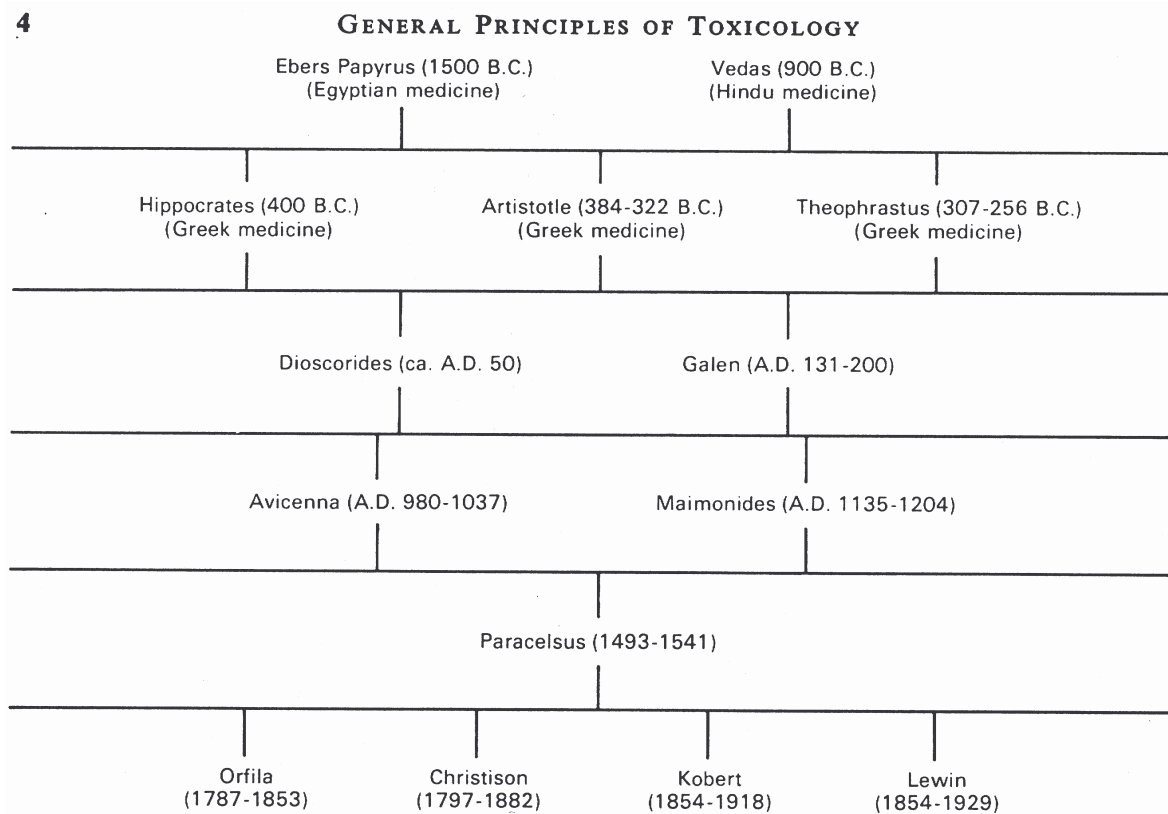 4
GENERAL PRINCIPLES OF TOXICOLOGY
Ebers Papyrus (1500 B.C.)
(Egyptian medicine)
Vedas (900 B.C.)
(Hindu medicine)
Hippocrates (400 B.C.)
(Greek medicine)
Artistotle (384-322 B.C.)
(Greek medicine)
Theophrastus (307-256 B.C.)
(Greek medicine)
Dioscorides (ca. A.D. 50)
Galen (A.D. 131-200)
Avicenna (A.D. 980-1037)
Maimonides (A.D. 1135-1204)
Paracelsus (1493-1541)
Orfila
(1787-1853)
Christison
(1797-1882)
Kobert
(1854-1918)
Lewin
(1854-1929)